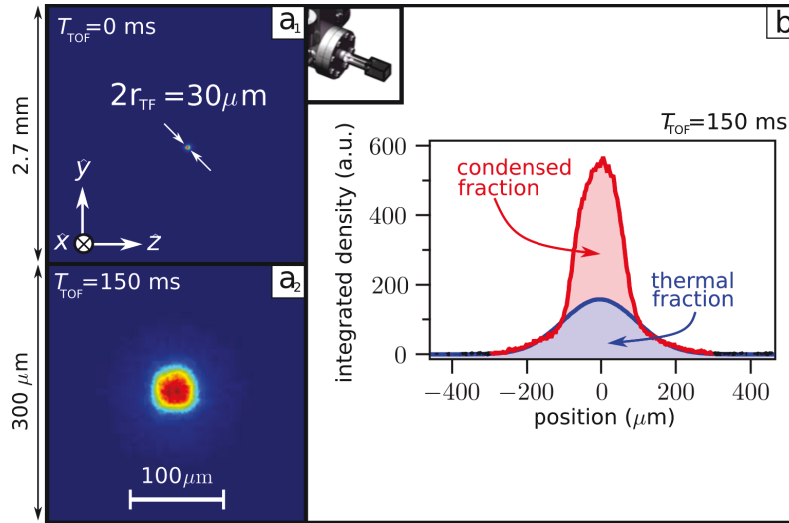 T_TOF=0 ms
a₁
2r_TF=30μm
ŷ
x̂
ẑ
2.7 mm
T_TOF=150 ms
a₂
100μm
300 μm
b
T_TOF=150 ms
600
400
200
0
integrated density (a.u.)
condensed
fraction
thermal
fraction
−400
−200
0
200
400
position (μm)